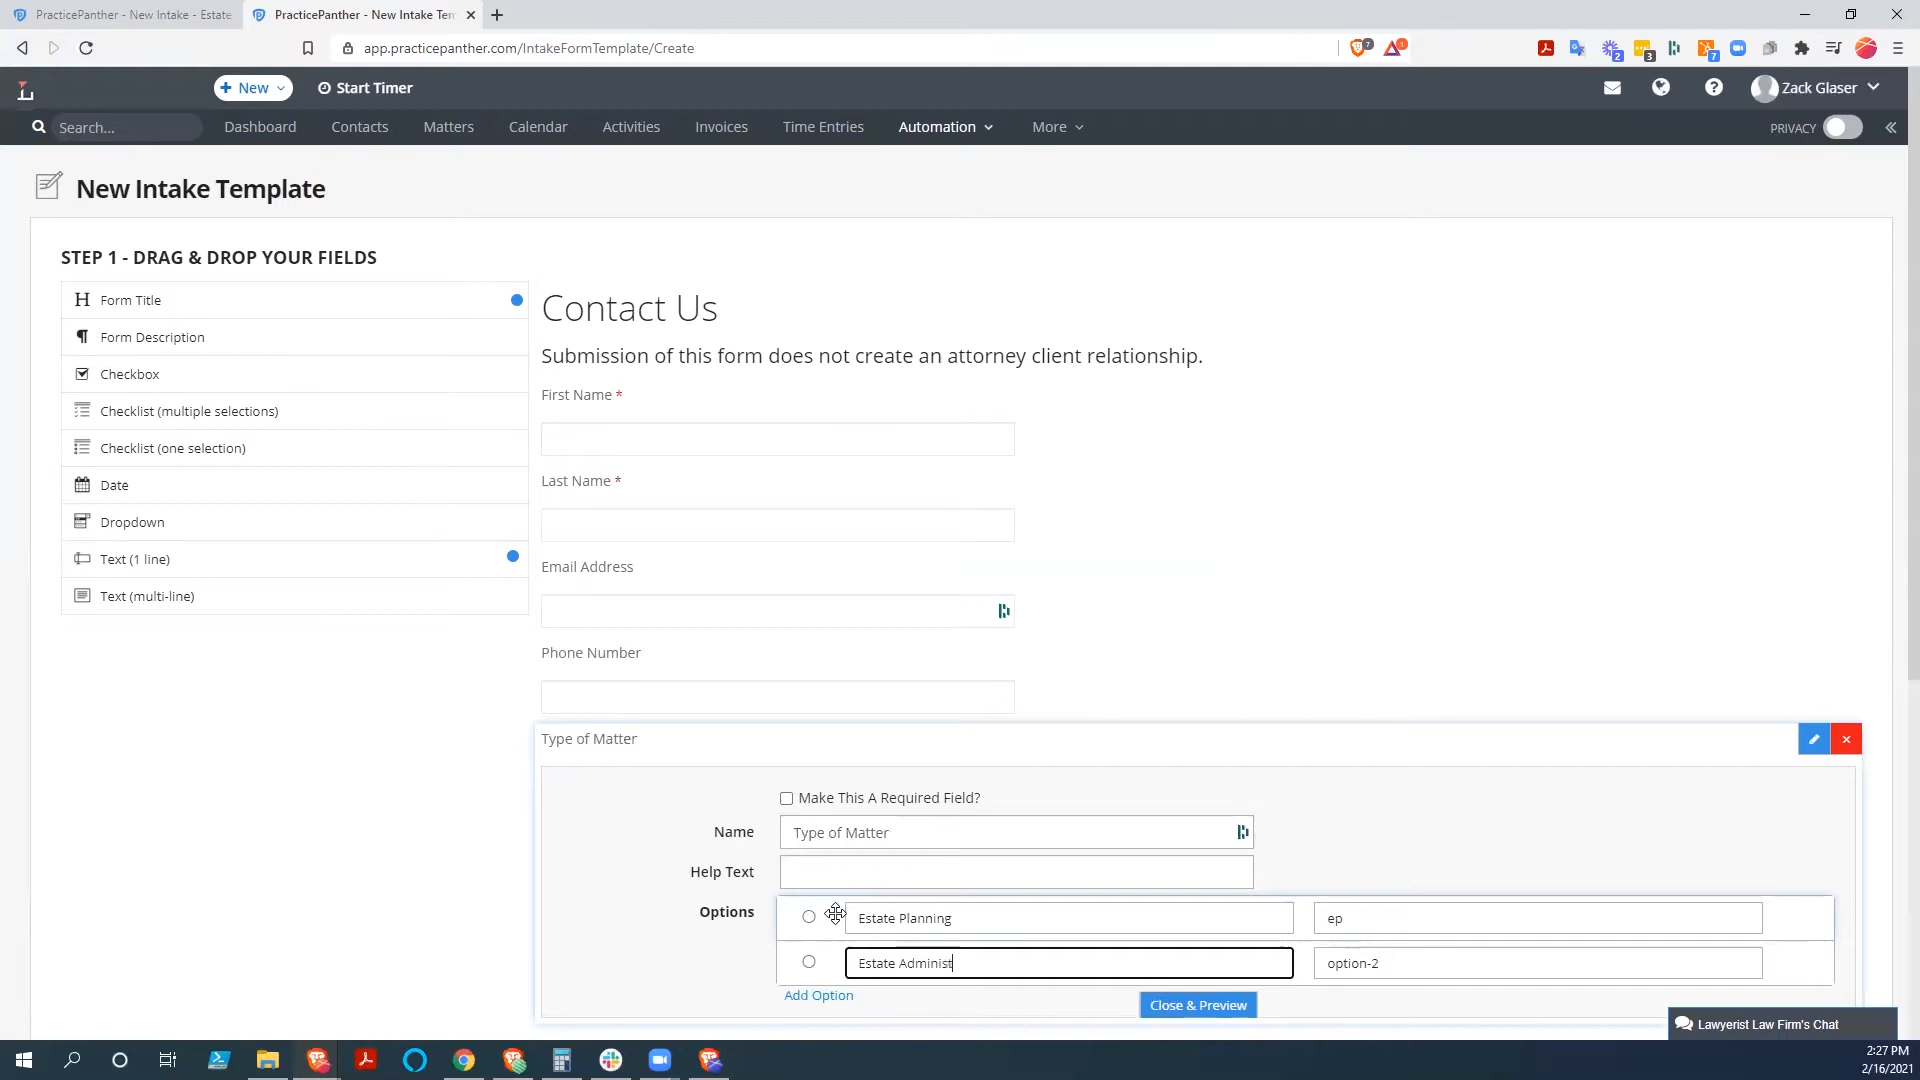 PracticePanther - New Intake - Estate
PracticePanther - New Intake Tem
app.practicepanther.com/IntakeFormTemplate/Create
7
1
2
3
7
New
Start Timer
Zack Glaser
Search...
Dashboard
Contacts
Matters
Calendar
Activities
Invoices
Time Entries
Automation
More
PRIVACY
New Intake Template
STEP 1 - DRAG & DROP YOUR FIELDS
H Form Title
Form Description
Checkbox
Checklist (multiple selections)
Checklist (one selection)
Date
Dropdown
Text (1 line)
Text (multi-line)
Contact Us
Submission of this form does not create an attorney client relationship.
First Name *
Last Name *
Email Address
Phone Number
Type of Matter
Make This A Required Field?
Name Type of Matter
Help Text
Options Estate Planning ep
Estate Administ option-2
Add Option
Close & Preview
Lawyerist Law Firm's Chat
2:27 PM
2/16/2021